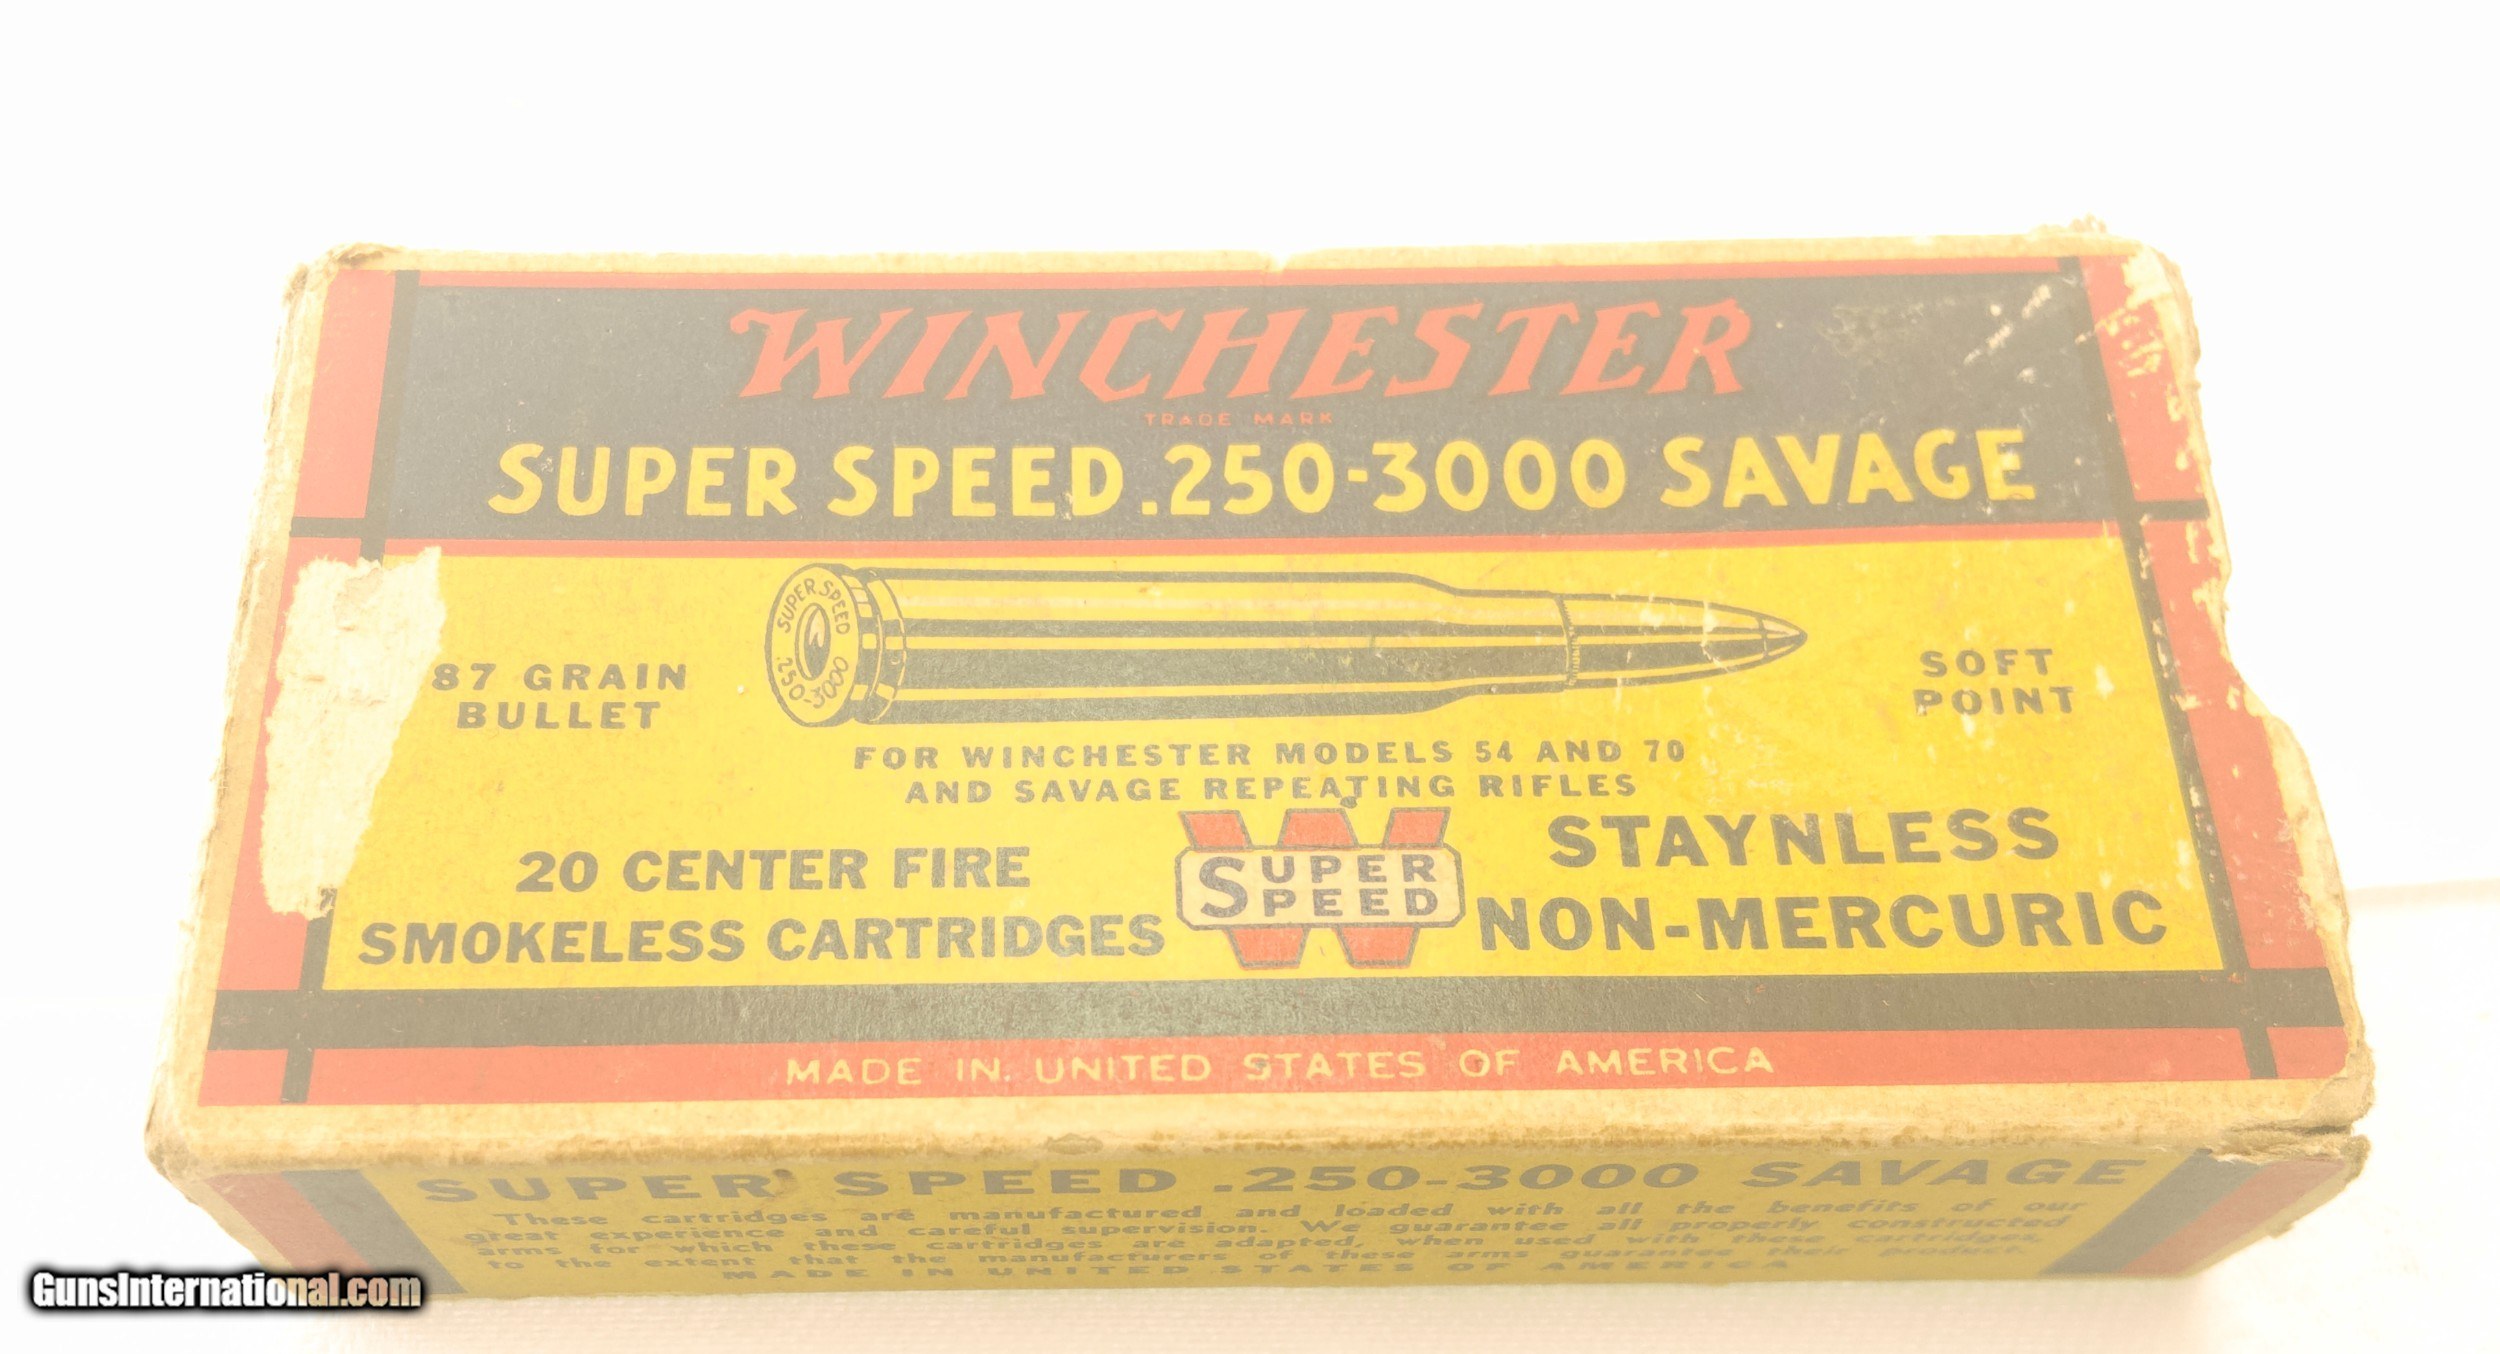 WINCHESTER
TRADE MARK
SUPER SPEED .250-3000 SAVAGE
SUPER SPEED
.250-3000
87 GRAIN
BULLET
SOFT
POINT
FOR WINCHESTER MODELS 54 AND 70
AND SAVAGE REPEATING RIFLES
20 CENTER FIRE
SMOKELESS CARTRIDGES
W
SUPER
SPEED
STAYNLESS
NON-MERCURIC
MADE IN UNITED STATES OF AMERICA
SUPER SPEED .250-3000 SAVAGE
These cartridges are manufactured and loaded with all the benefits of our
great experience and careful supervision. We guarantee all properly constructed
arms for which these cartridges are adapted, when used with these cartridges,
to the extent that the manufacturers of these arms guarantee their product.
MADE IN UNITED STATES OF AMERICA
GunsInternational.com